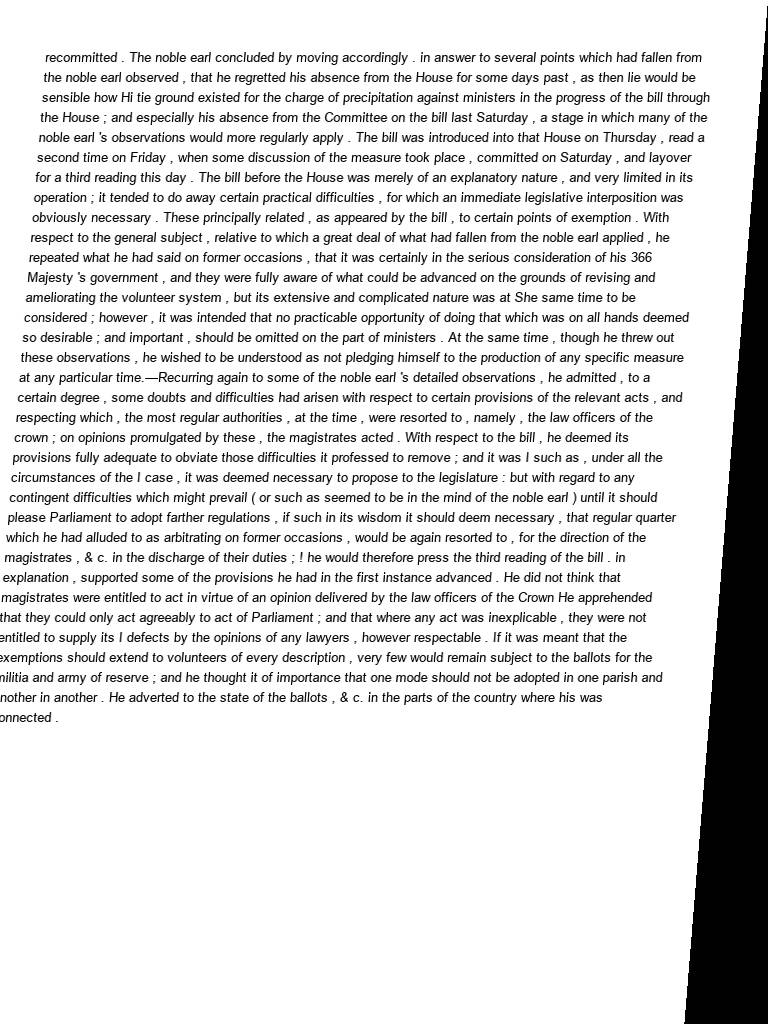 recommitted . The noble earl concluded by moving accordingly . in answer to several points which had fallen from
the noble earl observed , that he regretted his absence from the House for some days past , as then lie would be
sensible how Hi tie ground existed for the charge of precipitation against ministers in the progress of the bill through
the House ; and especially his absence from the Committee on the bill last Saturday , a stage in which many of the
noble earl 's observations would more regularly apply . The bill was introduced into that House on Thursday , read a
second time on Friday , when some discussion of the measure took place , committed on Saturday , and layover
for a third reading this day . The bill before the House was merely of an explanatory nature , and very limited in its
operation ; it tended to do away certain practical difficulties , for which an immediate legislative interposition was
obviously necessary . These principally related , as appeared by the bill , to certain points of exemption . With
respect to the general subject , relative to which a great deal of what had fallen from the noble earl applied , he
repeated what he had said on former occasions , that it was certainly in the serious consideration of his 366
Majesty 's government , and they were fully aware of what could be advanced on the grounds of revising and
ameliorating the volunteer system , but its extensive and complicated nature was at She same time to be
considered ; however , it was intended that no practicable opportunity of doing that which was on all hands deemed
so desirable ; and important , should be omitted on the part of ministers . At the same time , though he threw out
these observations , he wished to be understood as not pledging himself to the production of any specific measure
at any particular time.—Recurring again to some of the noble earl 's detailed observations , he admitted , to a
certain degree , some doubts and difficulties had arisen with respect to certain provisions of the relevant acts , and
respecting which , the most regular authorities , at the time , were resorted to , namely , the law officers of the
crown ; on opinions promulgated by these , the magistrates acted . With respect to the bill , he deemed its
provisions fully adequate to obviate those difficulties it professed to remove ; and it was I such as , under all the
circumstances of the I case , it was deemed necessary to propose to the legislature : but with regard to any
contingent difficulties which might prevail ( or such as seemed to be in the mind of the noble earl ) until it should
please Parliament to adopt farther regulations , if such in its wisdom it should deem necessary , that regular quarter
which he had alluded to as arbitrating on former occasions , would be again resorted to , for the direction of the
magistrates , & c. in the discharge of their duties ; ! he would therefore press the third reading of the bill . in
explanation , supported some of the provisions he had in the first instance advanced . He did not think that
magistrates were entitled to act in virtue of an opinion delivered by the law officers of the Crown He apprehended
that they could only act agreeably to act of Parliament ; and that where any act was inexplicable , they were not
entitled to supply its I defects by the opinions of any lawyers , however respectable . If it was meant that the
exemptions should extend to volunteers of every description , very few would remain subject to the ballots for the
militia and army of reserve ; and he thought it of importance that one mode should not be adopted in one parish and
nother in another . He adverted to the state of the ballots , & c. in the parts of the country where his was
onnected .